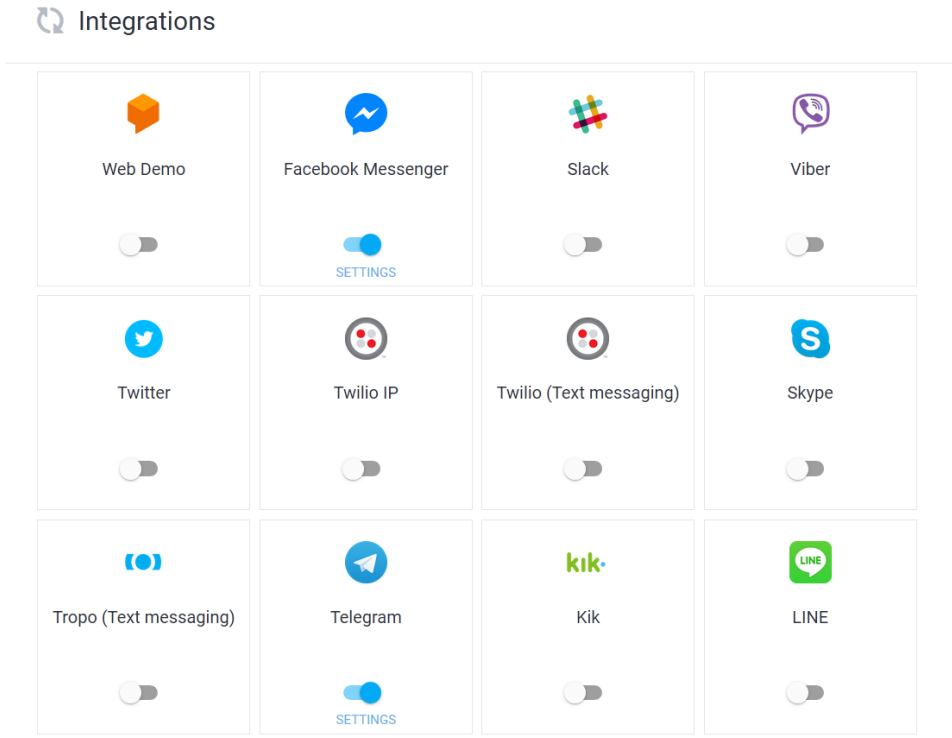 Integrations
Web Demo
Facebook Messenger
Slack
Viber
SETTINGS
Twitter
Twilio IP
Twilio (Text messaging)
S
Skype
kik
LINE
Tropo (Text messaging)
Telegram
Kik
LINE
SETTINGS